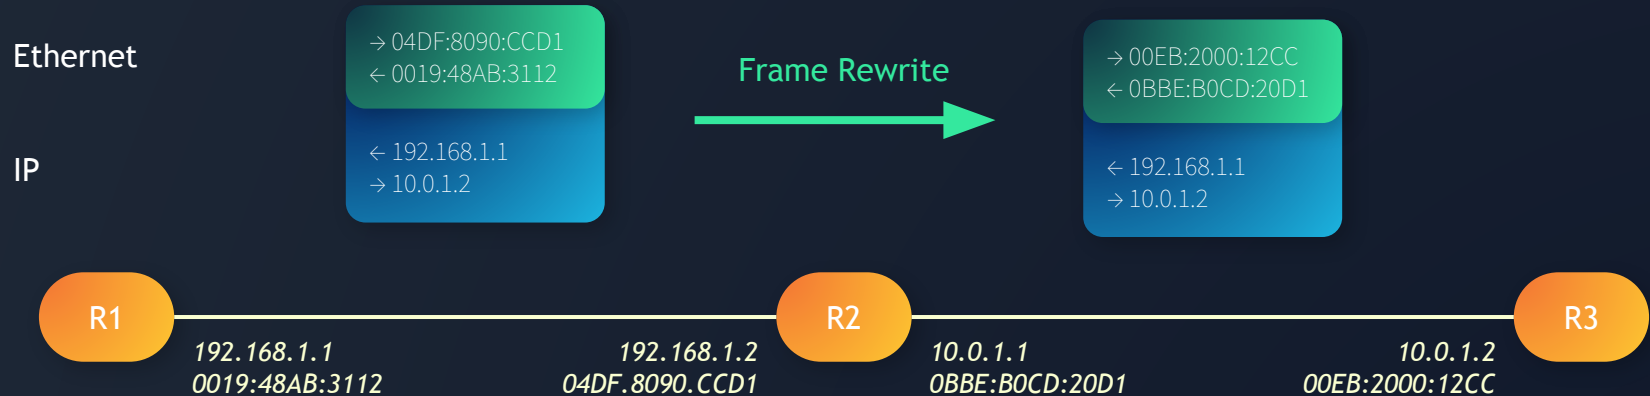 Ethernet
→ 04DF:8090:CCD1
← 0019:48AB:3112
Frame Rewrite
→ 00EB:2000:12CC
← 0BBE:B0CD:20D1
IP
← 192.168.1.1
→ 10.0.1.2
← 192.168.1.1
→ 10.0.1.2
R1
R2
R3
192.168.1.1
0019:48AB:3112
192.168.1.2
04DF.8090.CCD1
10.0.1.1
0BBE:B0CD:20D1
10.0.1.2
00EB:2000:12CC